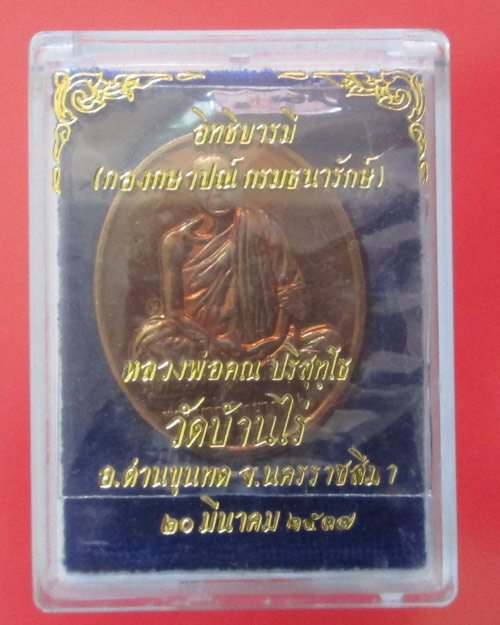 อิทธิบารมี
(กองกษาปณ์ กรมธนารักษ์)
หลวงพ่อคูณ ปริสุทฺโธ
วัดบ้านไร่
อ.ด่านขุนทด จ.นครราชสีมา
๒๐ มีนาคม ๒๕๓๗